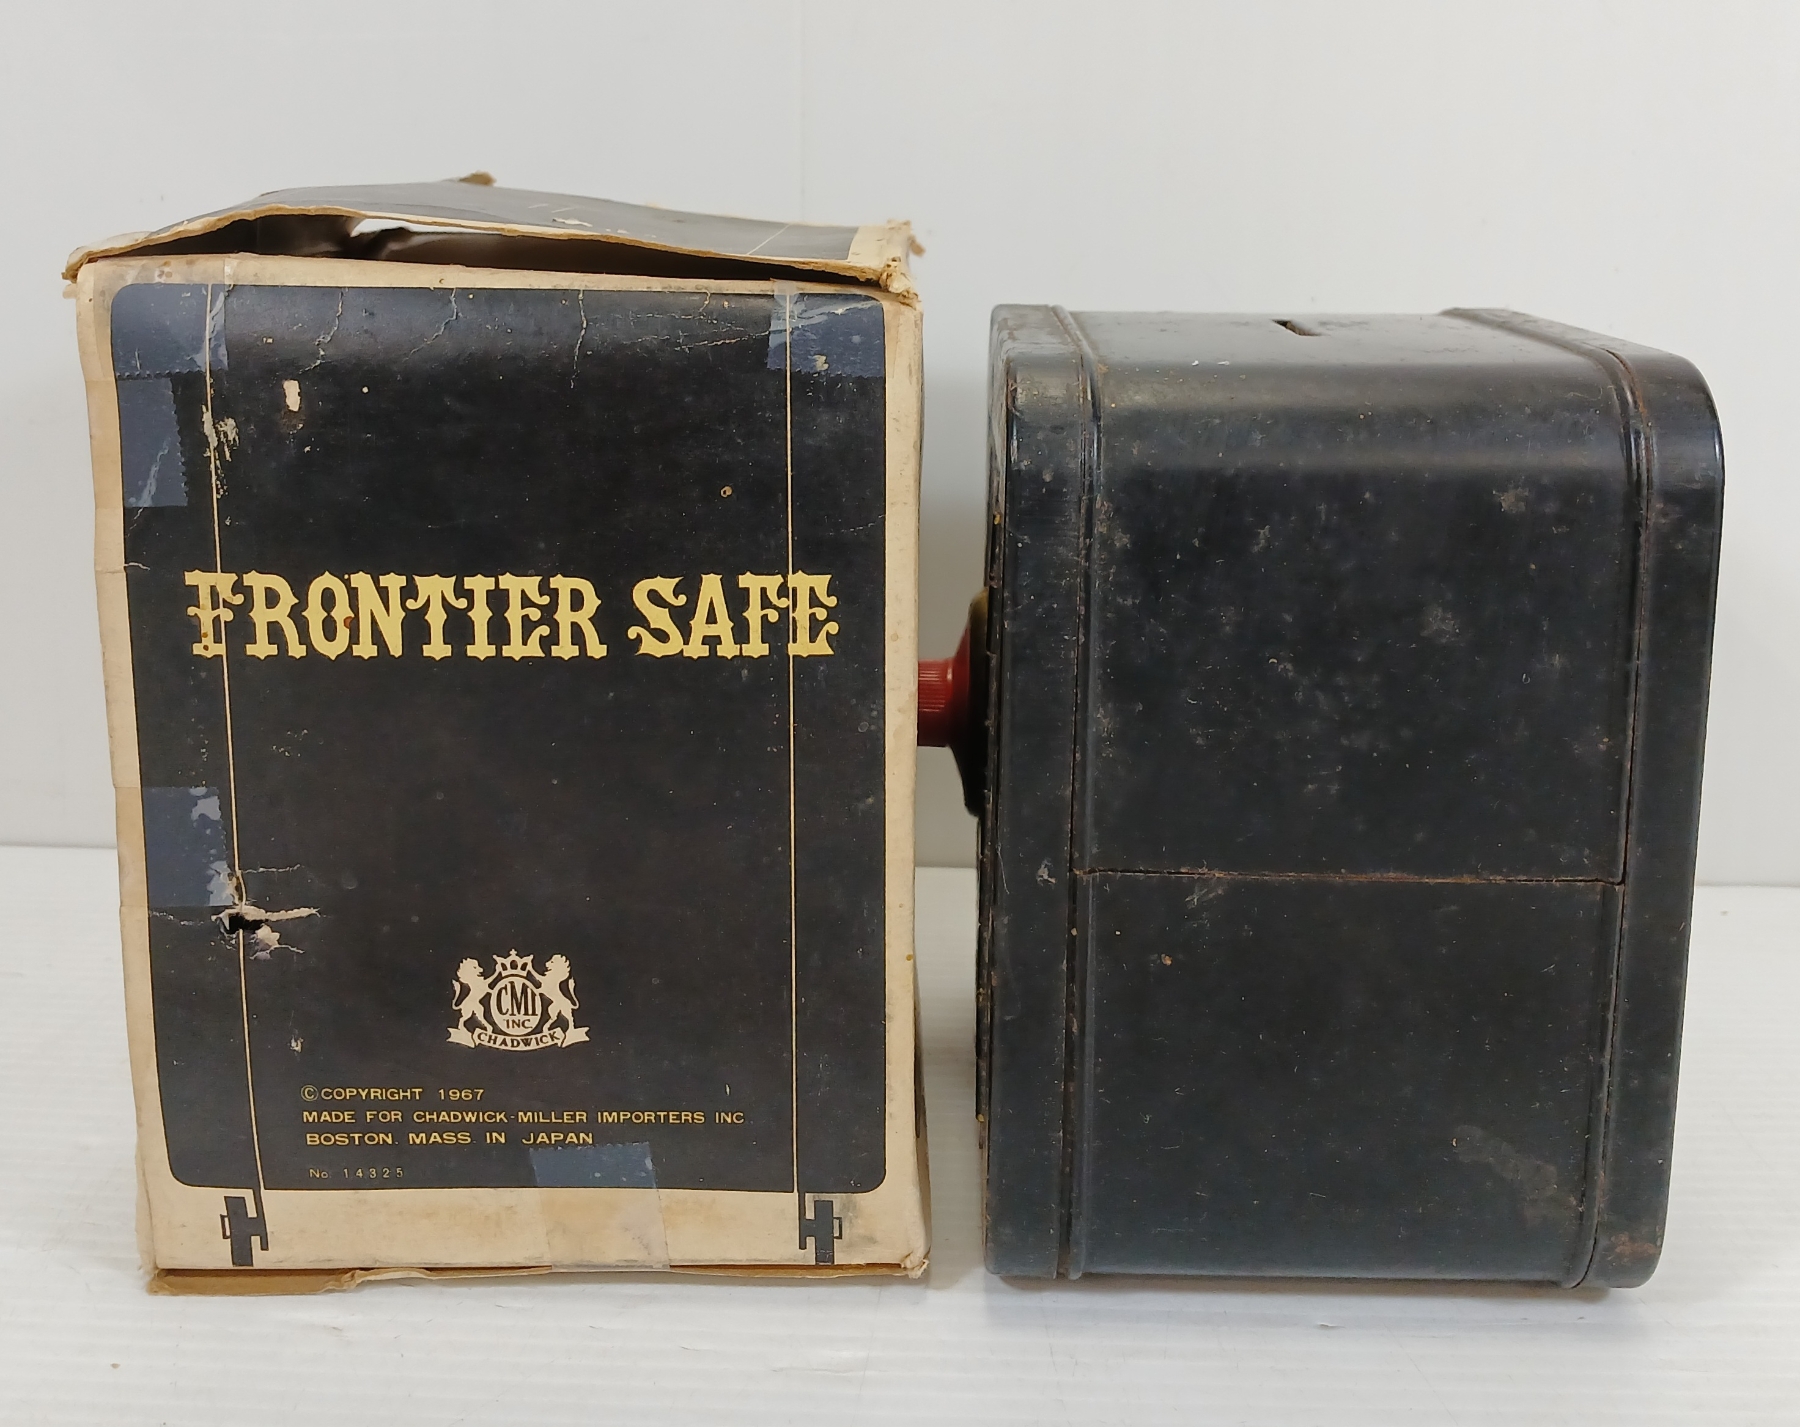 FRONTIER SAFE
CMI
INC.
CHADWICK
©COPYRIGHT 1967
MADE FOR CHADWICK-MILLER IMPORTERS INC
BOSTON. MASS. IN JAPAN
No. 14325